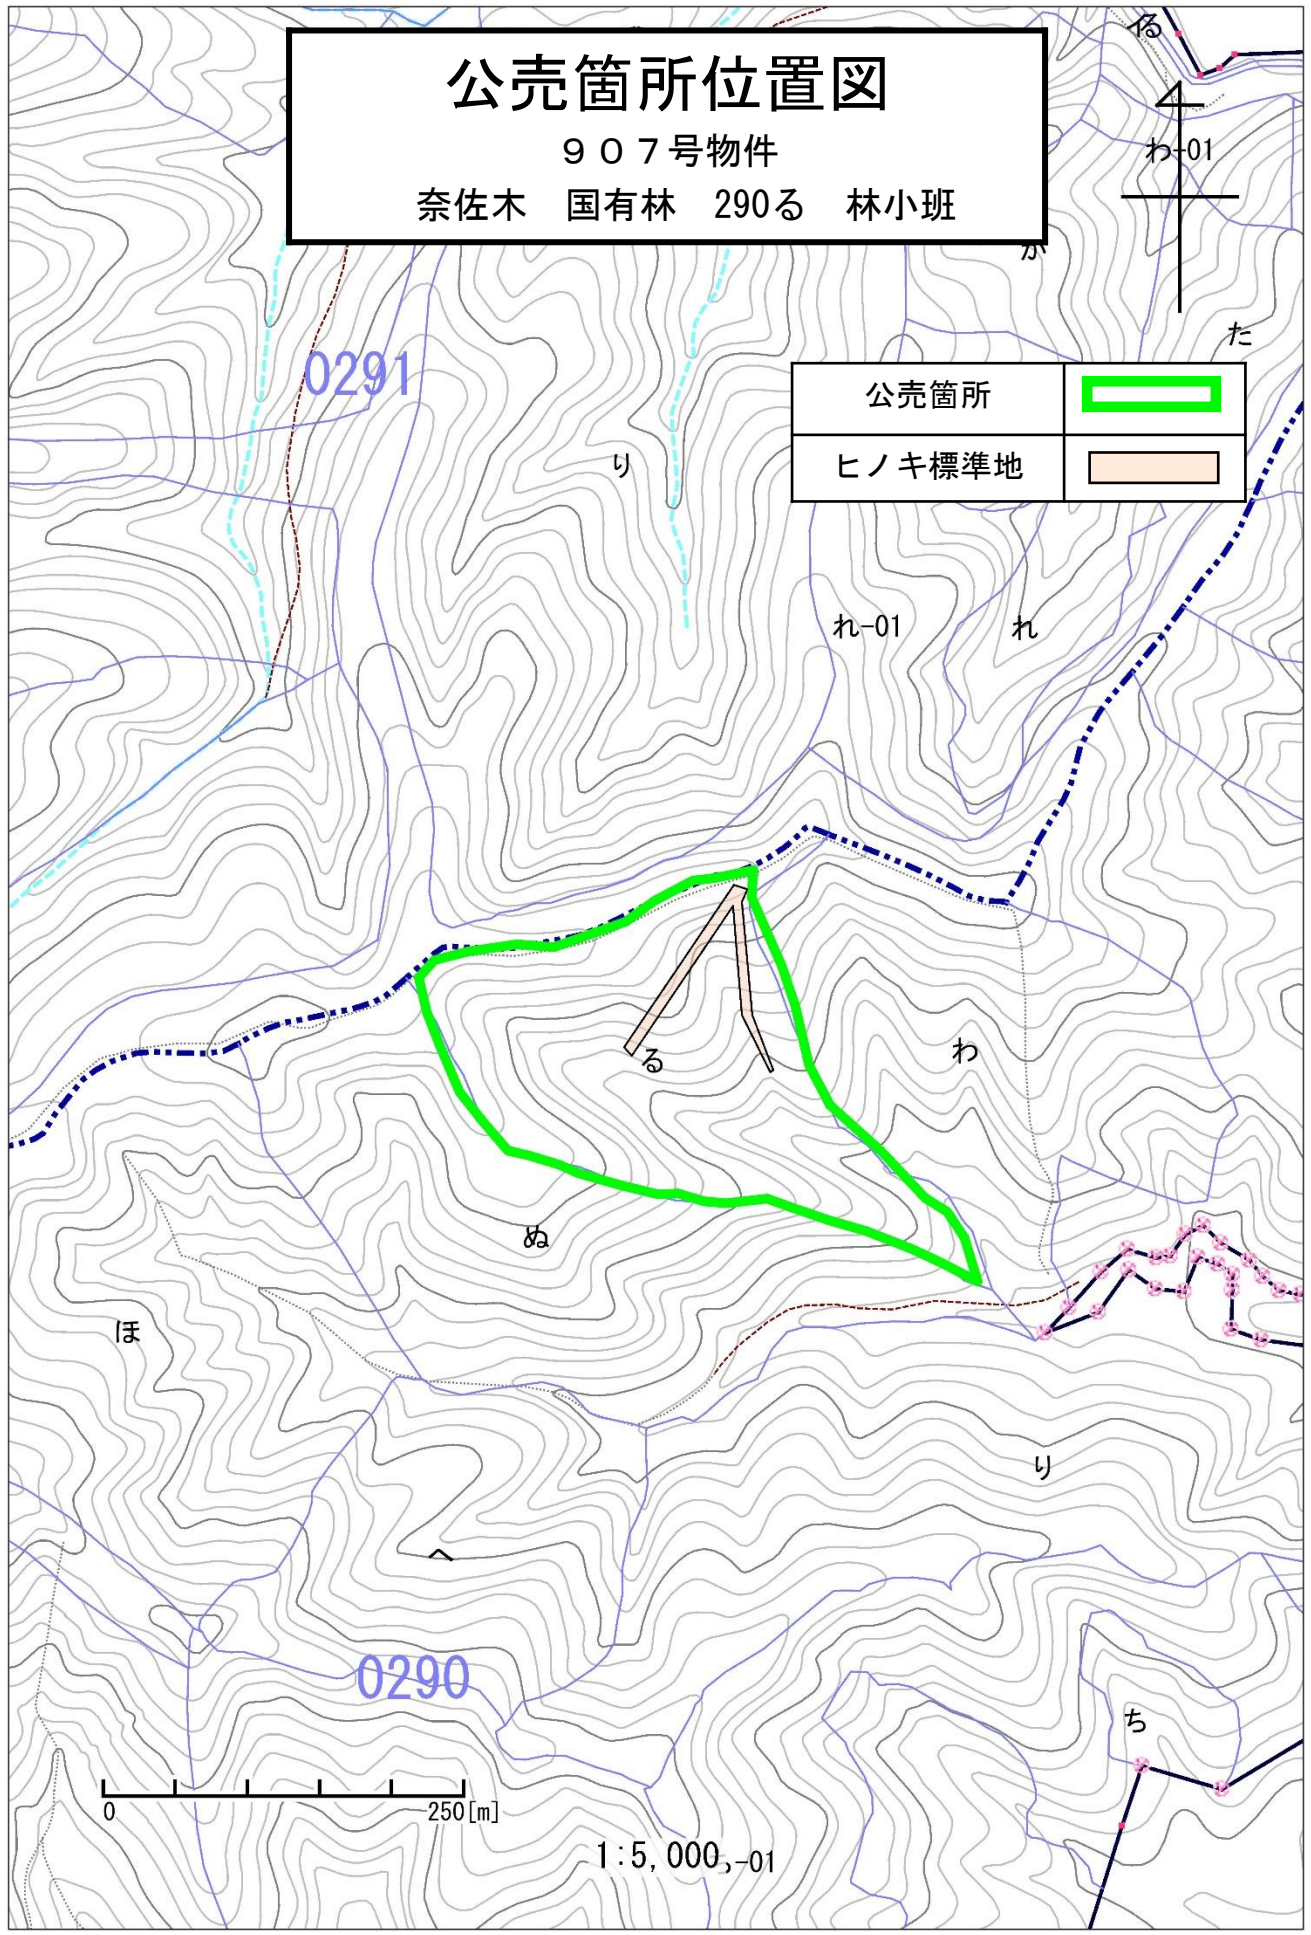 公売箇所位置図
907号物件
奈佐木　国有林　290る　林小班
わ-01
か
た
0291
公売箇所
り
ヒノキ標準地
れ-01
れ
わ
る
ぬ
ほ
り
へ
0290
ち
0 250[m]
1:5,000
-01